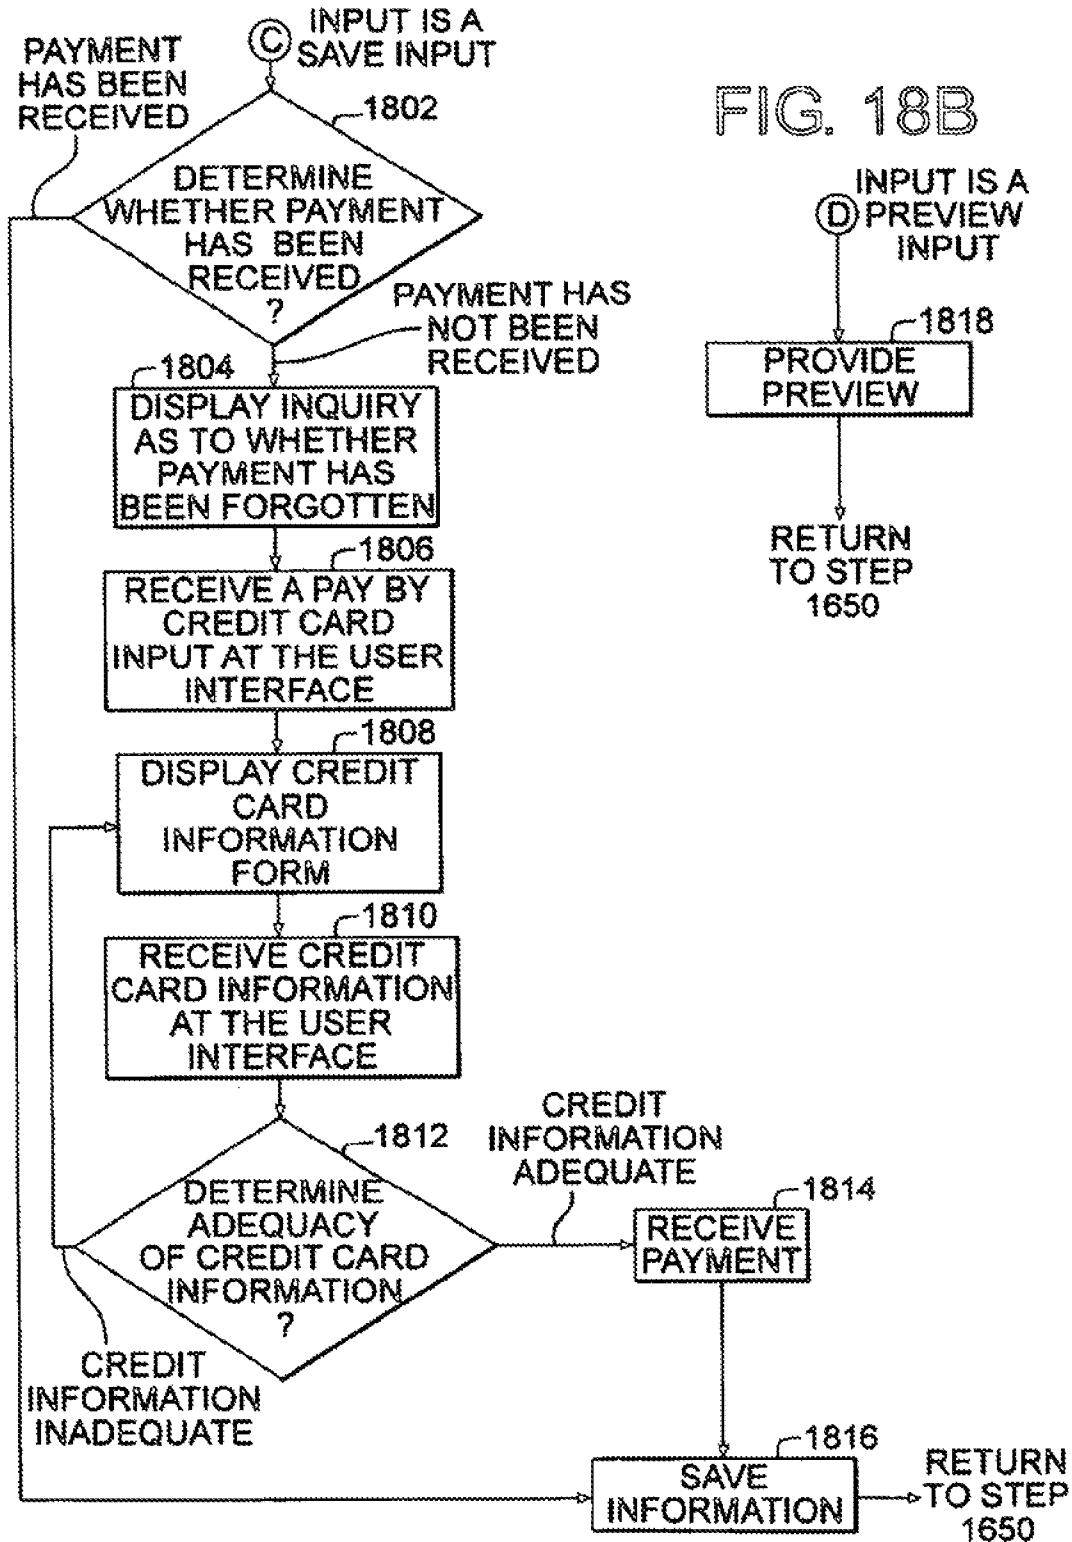 C
INPUT IS A
SAVE INPUT
PAYMENT
HAS BEEN
RECEIVED
1802
DETERMINE
WHETHER PAYMENT
HAS BEEN
RECEIVED
?
PAYMENT HAS
NOT BEEN
RECEIVED
1804
DISPLAY INQUIRY
AS TO WHETHER
PAYMENT HAS
BEEN FORGOTTEN
1806
RECEIVE A PAY BY
CREDIT CARD
INPUT AT THE USER
INTERFACE
1808
DISPLAY CREDIT
CARD
INFORMATION
FORM
1810
RECEIVE CREDIT
CARD INFORMATION
AT THE USER
INTERFACE
1812
DETERMINE
ADEQUACY
OF CREDIT CARD
INFORMATION
?
CREDIT
INFORMATION
INADEQUATE
CREDIT
INFORMATION
ADEQUATE
1814
RECEIVE
PAYMENT
1816
SAVE
INFORMATION
RETURN
TO STEP
1650
FIG. 18B
D
INPUT IS A
PREVIEW
INPUT
1818
PROVIDE
PREVIEW
RETURN
TO STEP
1650